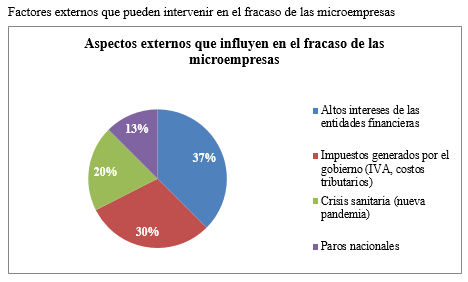 Factores externos que pueden intervenir en el fracaso de las microempresas
Aspectos externos que influyen en el fracaso de las
microempresas
13%
37%
20%
30%
Altos intereses de las
entidades financieras
Impuestos generados por el
gobierno (IVA, costos
tributarios)
Crisis sanitaria (nueva
pandemia)
Paros nacionales